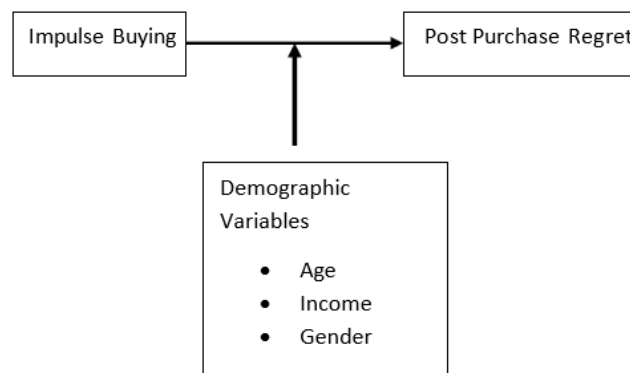 Impulse Buying
Post Purchase Regret
Demographic
Variables
• Age
• Income
• Gender